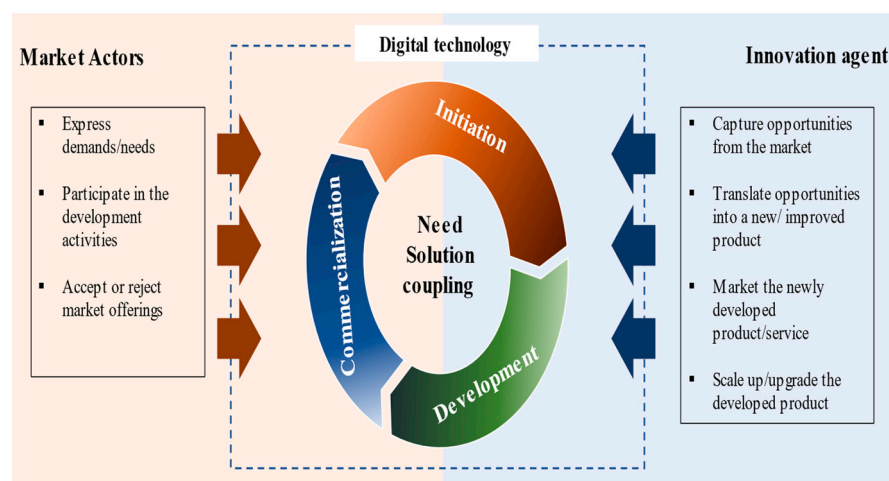 Digital technology
Market Actors
Innovation agent
▪ Express
demands/needs
▪ Participate in the
development
activities
▪ Accept or reject
market offerings
Initiation
Commercialization
Development
Need
Solution
coupling
▪ Capture opportunities
from the market
▪ Translate opportunities
into a new/ improved
product
▪ Market the newly
developed
product/service
▪ Scale up/upgrade the
developed product